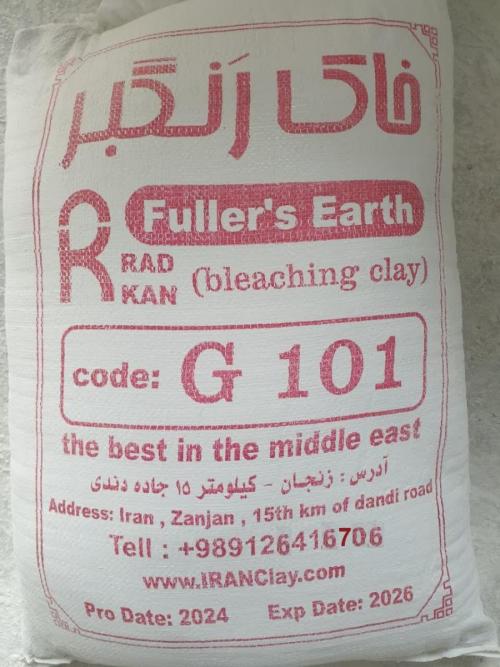 خاک رَنگبَر
Fuller's Earth
RAD
KAN
(bleaching clay)
code: G 101
the best in the middle east
آدرس : زنجان - کیلومتر ۱۵ جاده دندی
Address: Iran , Zanjan , 15th km of dandi road
Tell : +989126416706
www.IRANClay.com
Pro Date: 2024 Exp Date: 2026